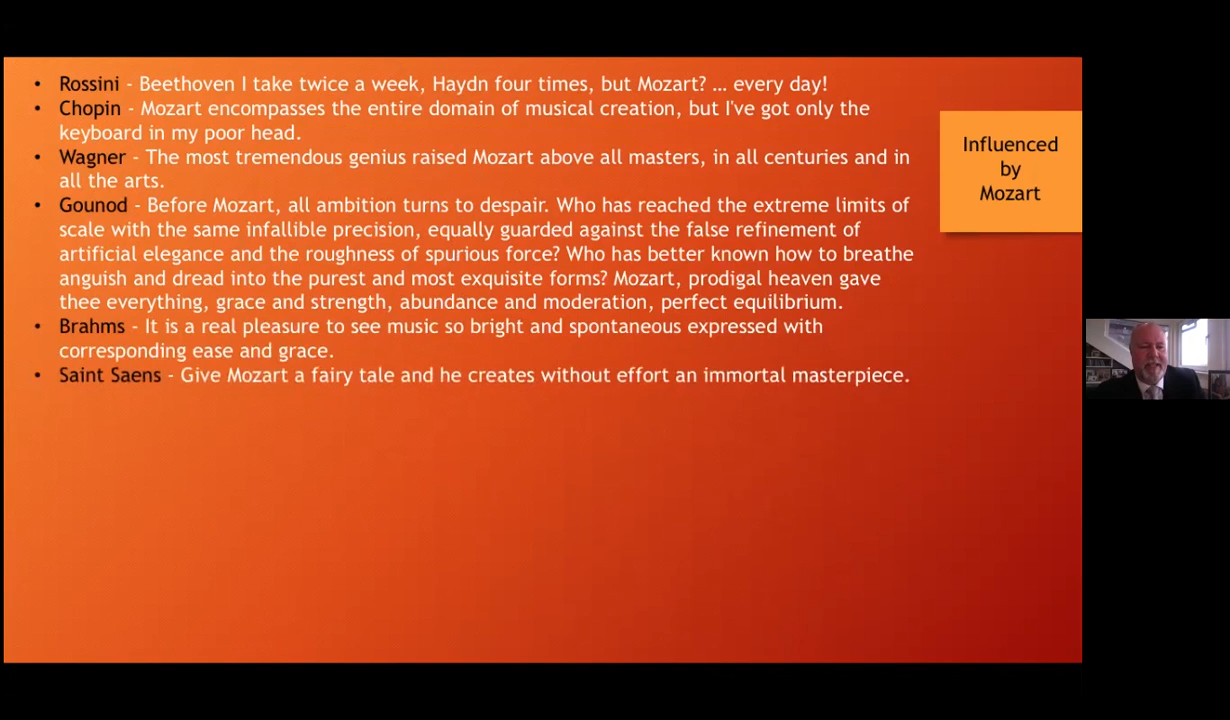 • Rossini - Beethoven I take twice a week, Haydn four times, but Mozart? … every day!
• Chopin - Mozart encompasses the entire domain of musical creation, but I've got only the
keyboard in my poor head.
• Wagner - The most tremendous genius raised Mozart above all masters, in all centuries and in
all the arts.
• Gounod - Before Mozart, all ambition turns to despair. Who has reached the extreme limits of
scale with the same infallible precision, equally guarded against the false refinement of
artificial elegance and the roughness of spurious force? Who has better known how to breathe
anguish and dread into the purest and most exquisite forms? Mozart, prodigal heaven gave
thee everything, grace and strength, abundance and moderation, perfect equilibrium.
• Brahms - It is a real pleasure to see music so bright and spontaneous expressed with
corresponding ease and grace.
• Saint Saens - Give Mozart a fairy tale and he creates without effort an immortal masterpiece.
Influenced
by
Mozart